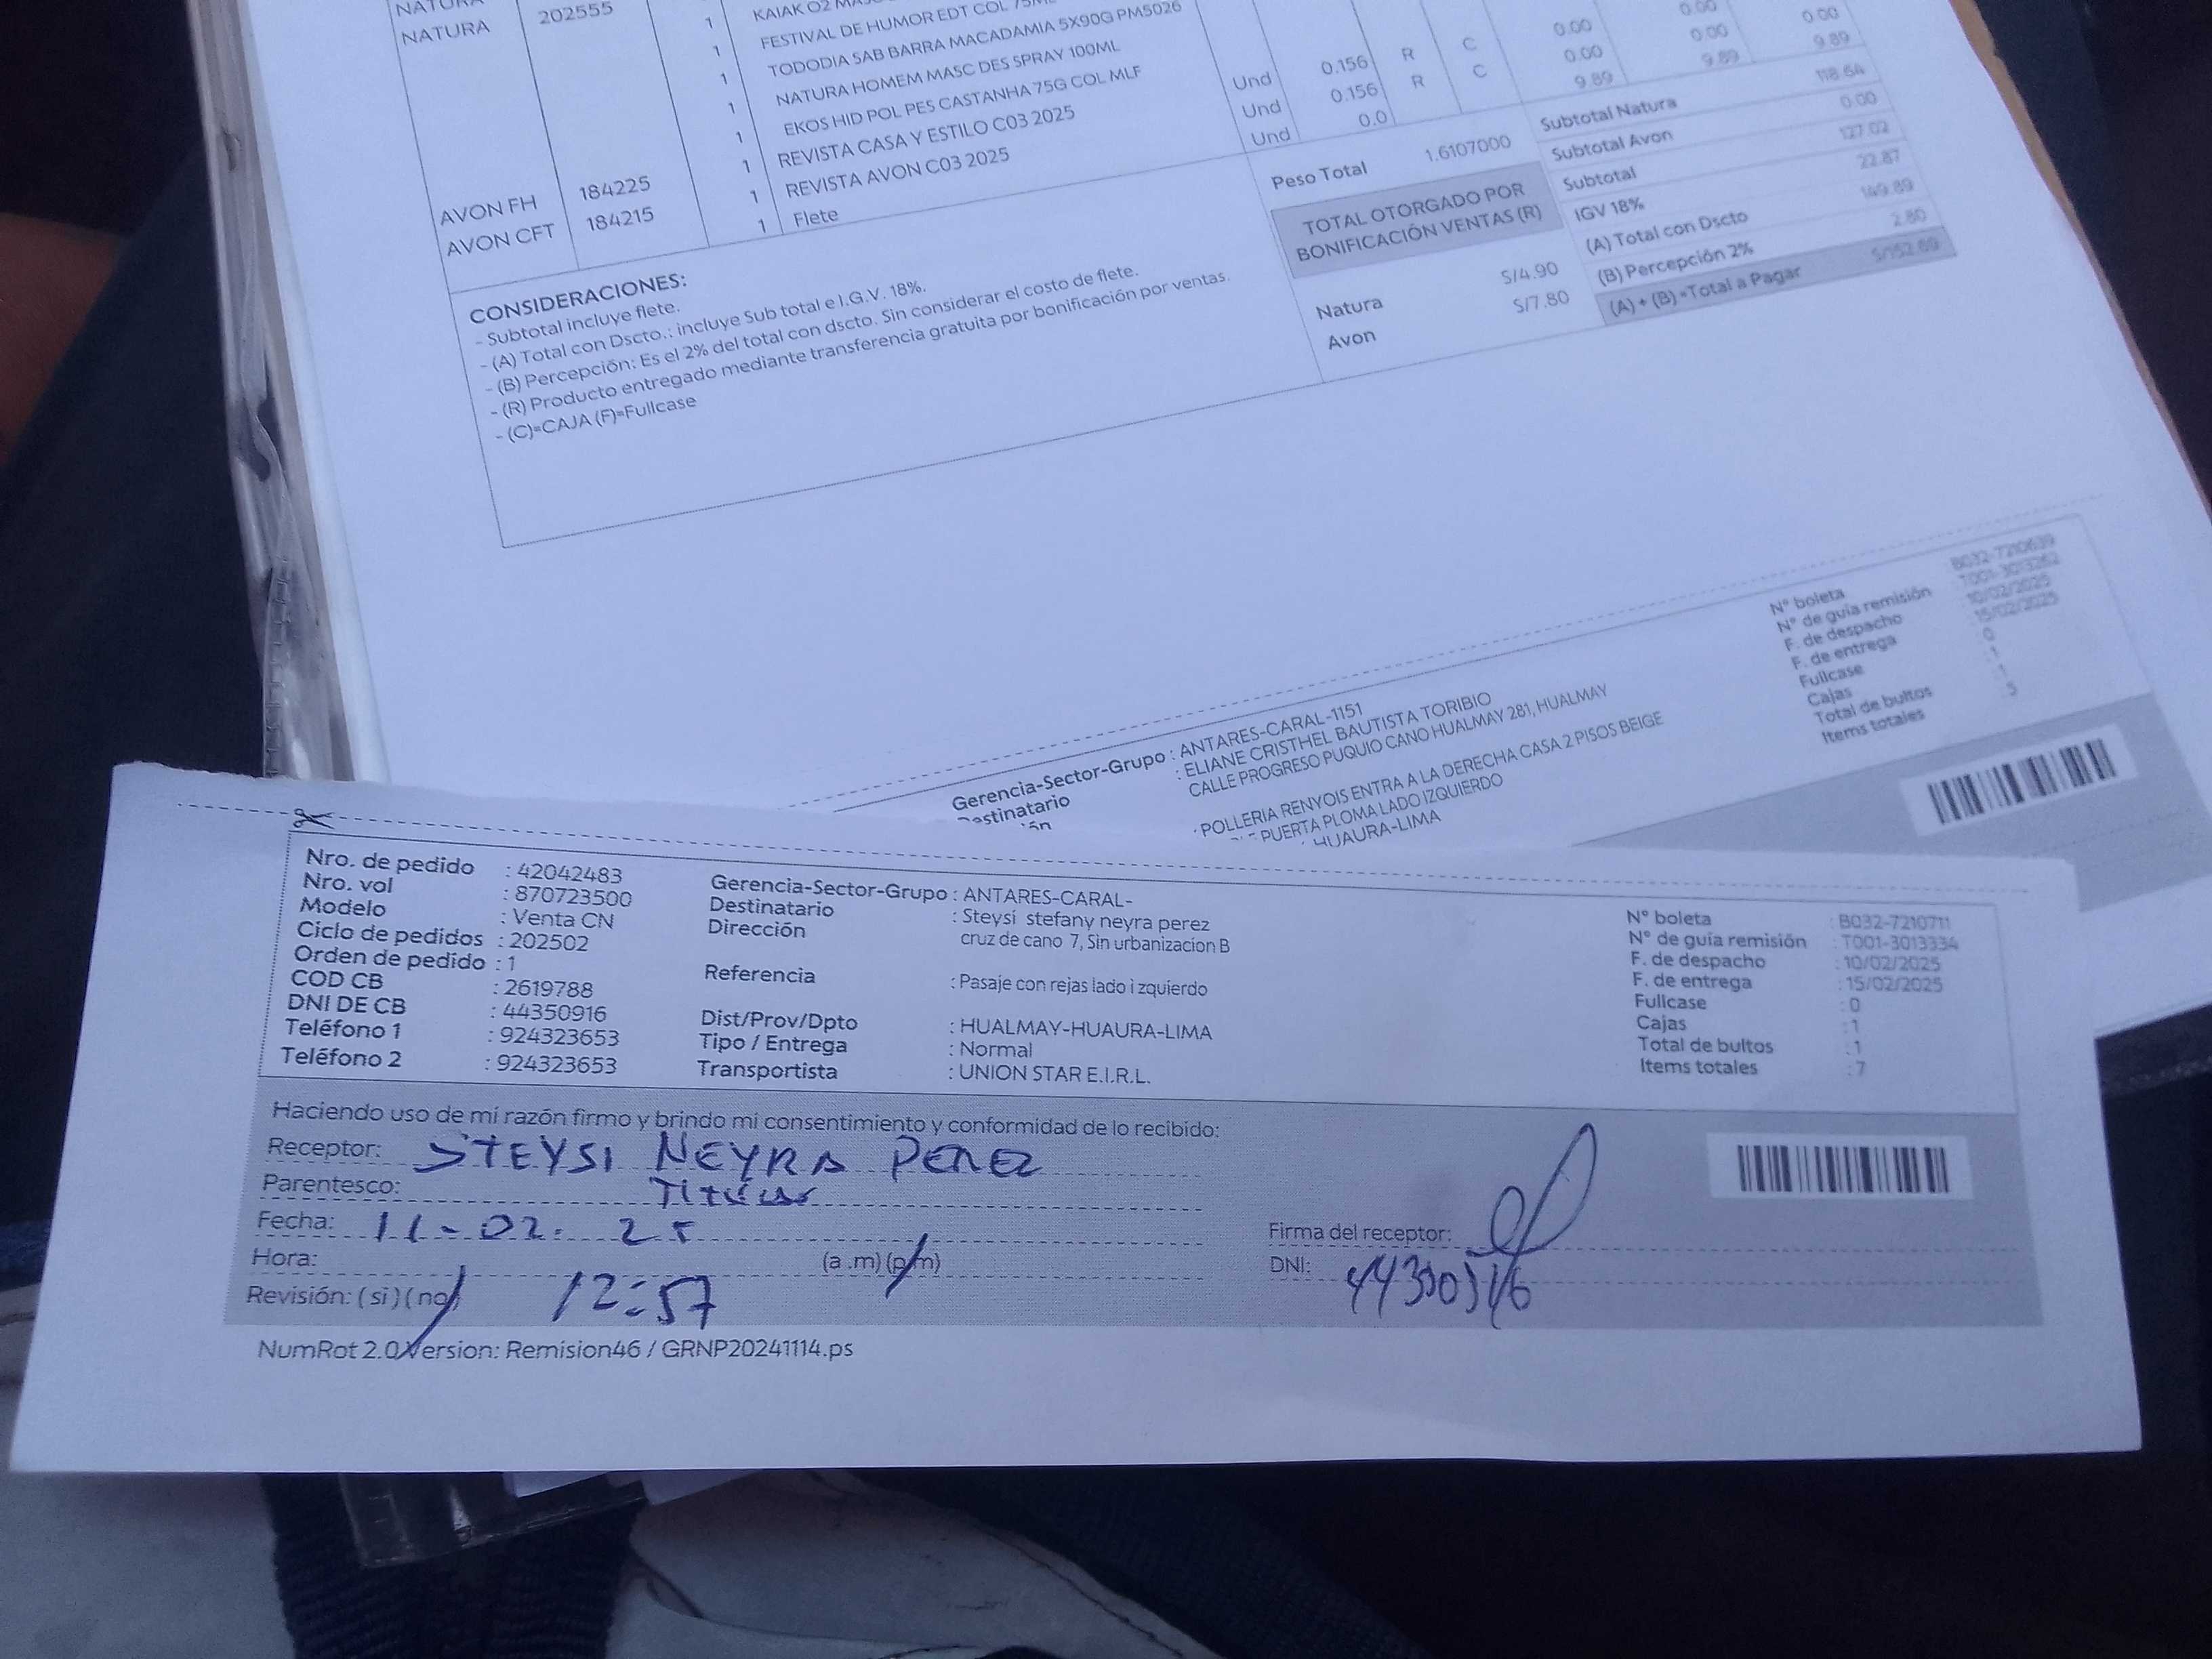 NATURA
NATURA 202555 1 KAIAK O2
1 FESTIVAL DE HUMOR EDT COL
1 TODODIA SAB BARRA MACADAMIA 5X90G PM5026
1 NATURA HOMEM MASC DES SPRAY 100ML
1 EKOS HID POL PES CASTANHA 75G COL MLF
AVON FH 184225 1 REVISTA CASA Y ESTILO C03 2025 Und 0.156 R C 0.00 0.00 0.00
AVON CFT 184215 1 REVISTA AVON C03 2025 Und 0.156 R C 0.00 0.00 0.00
1 Flete Und 0.0 9.89 9.89 9.89
CONSIDERACIONES:
- Subtotal incluye flete.
- (A) Total con Dscto.: incluye Sub total e I.G.V. 18%.
- (B) Percepción: Es el 2% del total con dscto. Sin considerar el costo de flete.
- (R) Producto entregado mediante transferencia gratuita por bonificación por ventas.
- (C)=CAJA (F)=Fullcase
Peso Total 1.6107000
TOTAL OTORGADO POR
BONIFICACIÓN VENTAS (R)
Natura S/4.90
Avon S/7.80
Subtotal Natura 118.64
Subtotal Avon 0.00
Subtotal 127.02
IGV 18% 22.87
(A) Total con Dscto 149.89
(B) Percepción 2% 2.80
(A) + (B) =Total a Pagar S/152.69
Gerencia-Sector-Grupo : ANTARES-CARAL-1151
: ELIANE CRISTHEL BAUTISTA TORIBIO
CALLE PROGRESO PUQUIO CANO HUALMAY 281, HUALMAY
POLLERIA RENYOIS ENTRA A LA DERECHA CASA 2 PISOS BEIGE
PUERTA PLOMA LADO IZQUIERDO
HUAURA-LIMA
N° boleta B032-7210639
N° de guía remisión T001-3013262
F. de despacho 10/02/2025
F. de entrega 15/02/2025
Fullcase 0
Cajas : 1
Total de bultos : 1
Items totales 5
Nro. de pedido : 42042483
Nro. vol : 870723500
Modelo : Venta CN
Ciclo de pedidos : 202502
Orden de pedido : 1
COD CB : 2619788
DNI DE CB : 44350916
Teléfono 1 : 924323653
Teléfono 2 : 924323653
Gerencia-Sector-Grupo : ANTARES-CARAL-
Destinatario : Steysi stefany neyra perez
Dirección cruz de cano 7, Sin urbanizacion B
Referencia : Pasaje con rejas lado izquierdo
Dist/Prov/Dpto : HUALMAY-HUAURA-LIMA
Tipo / Entrega : Normal
Transportista : UNION STAR E.I.R.L.
N° boleta : B032-7210711
N° de guía remisión : T001-3013334
F. de despacho : 10/02/2025
F. de entrega : 15/02/2025
Fullcase : 0
Cajas : 1
Total de bultos : 1
Items totales : 7
Haciendo uso de mi razón firmo y brindo mi consentimiento y conformidad de lo recibido:
Receptor: STEYSI NEYRA PEREZ
Parentesco: Titular
Fecha: 11-02-25
Hora: 12:57 (a .m) (p.m)
Revisión: ( si ) ( no)
Firma del receptor:
DNI:
NumRot 2.0 Version: Remision46 / GRNP20241114.ps